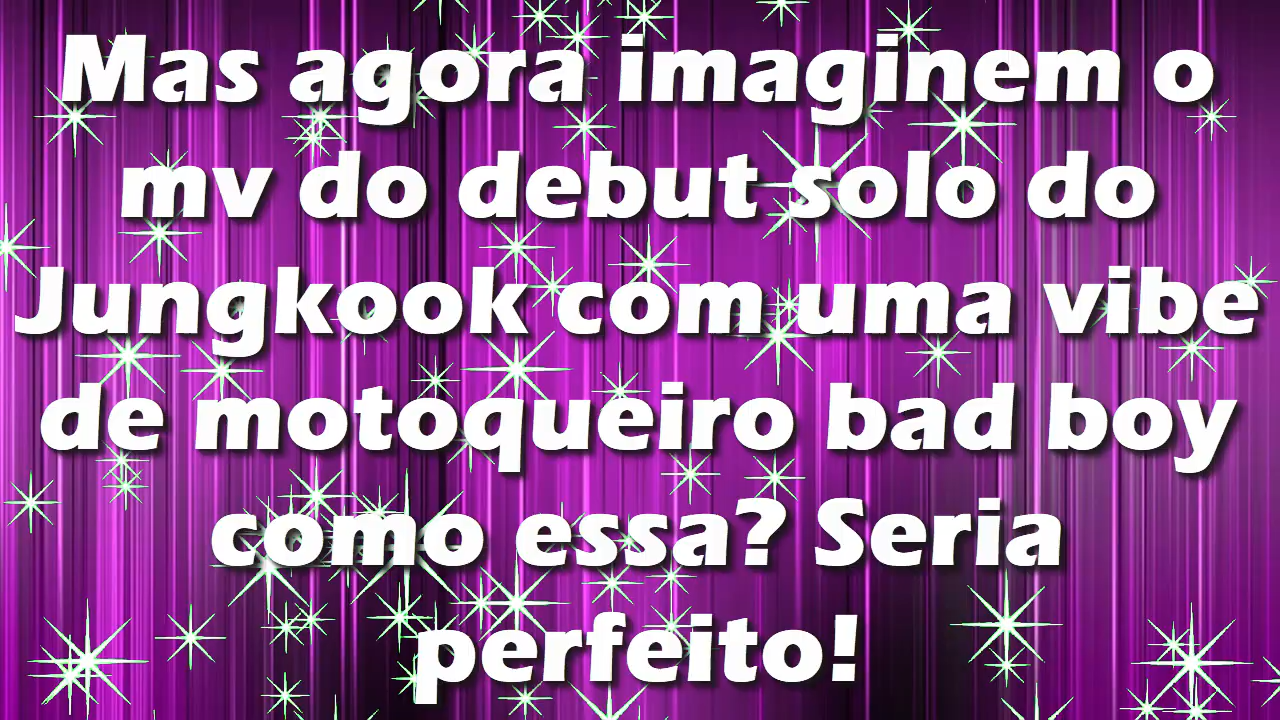 Mas agora imaginem o
mv do debut solo do
Jungkook com uma vibe
de motoqueiro bad boy
como essa? Seria
perfeito!